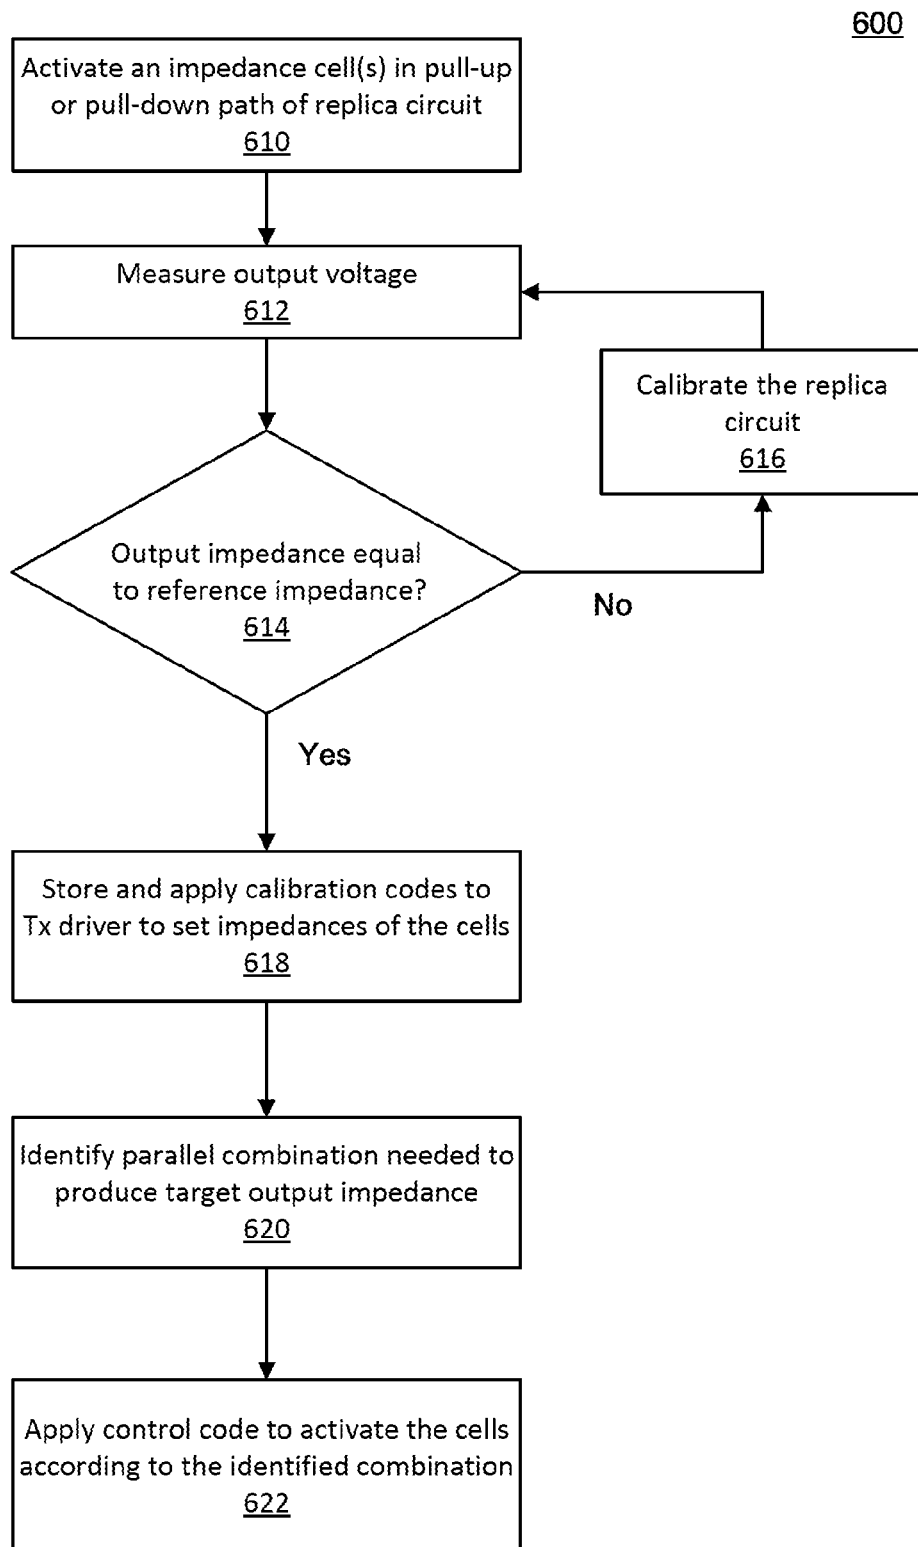 600
Activate an impedance cell(s) in pull-up
or pull-down path of replica circuit
610
Measure output voltage
612
Calibrate the replica
circuit
616
Output impedance equal
to reference impedance?
614
No
Yes
Store and apply calibration codes to
Tx driver to set impedances of the cells
618
Identify parallel combination needed to
produce target output impedance
620
Apply control code to activate the cells
according to the identified combination
622